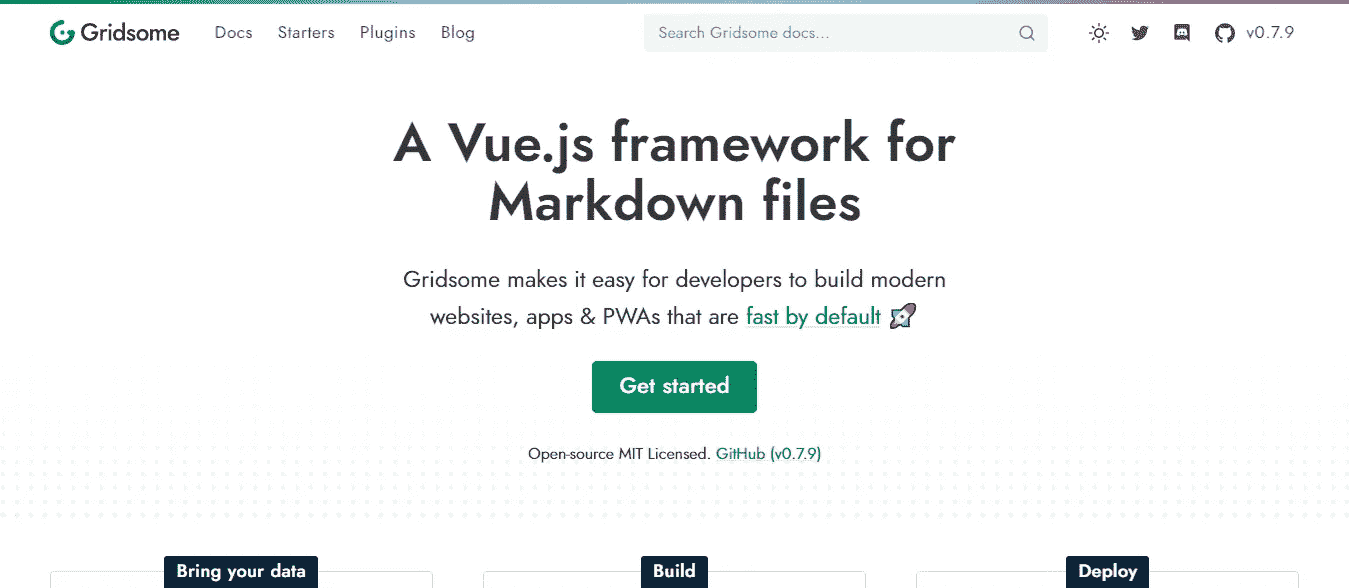 Gridsome Docs Starters Plugins Blog Search Gridsome docs... v0.7.9
A Vue.js framework for
Markdown files
Gridsome makes it easy for developers to build modern
websites, apps & PWAs that are fast by default 🚀
Get started
Open-source MIT Licensed. GitHub (v0.7.9)
Bring your data Build Deploy